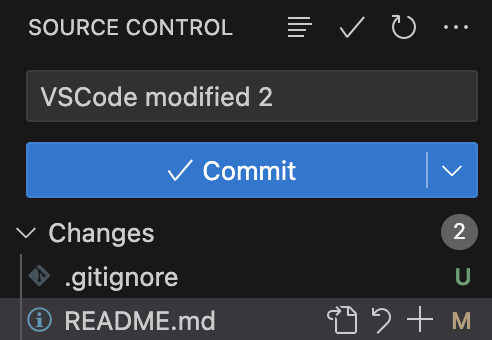 SOURCE CONTROL
VSCode modified 2
Commit
Changes 2
.gitignore U
README.md M